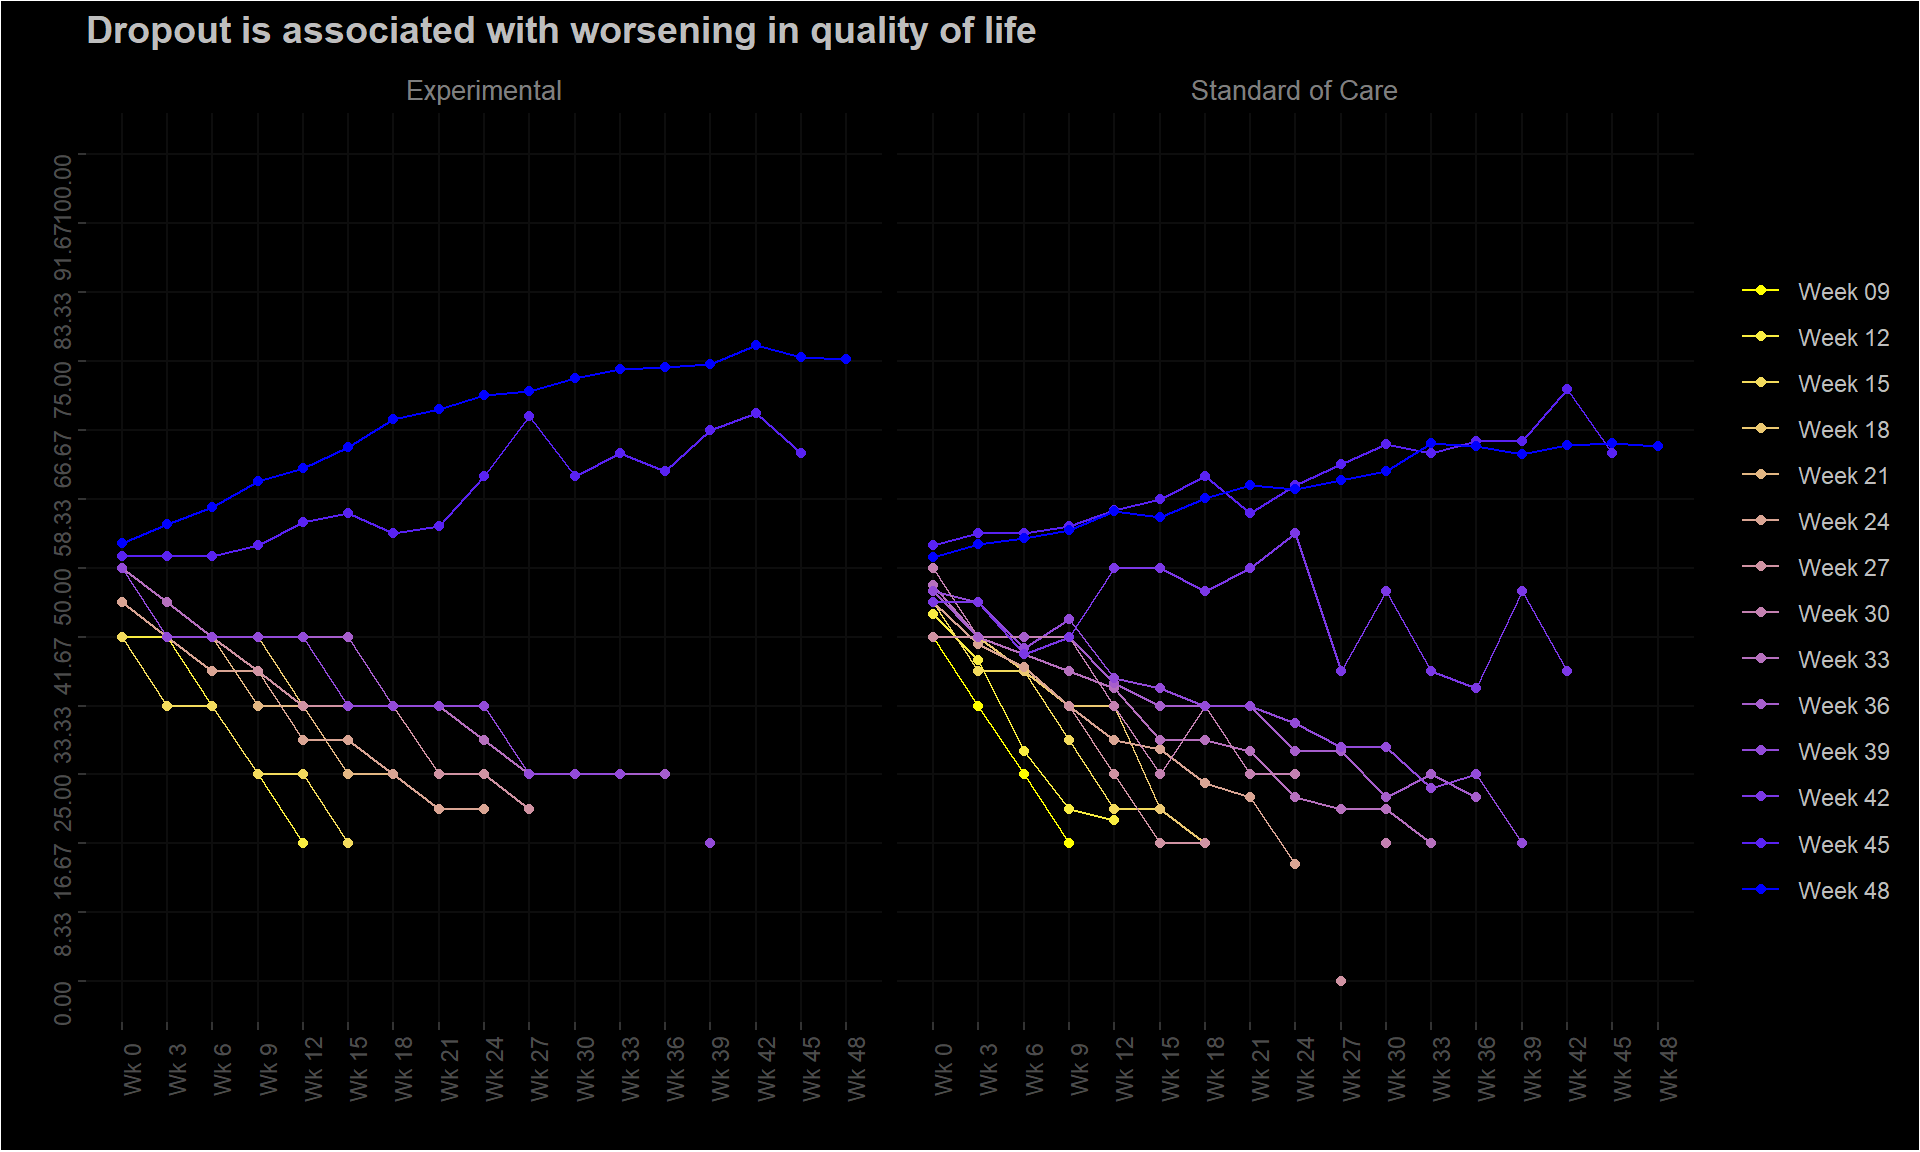 Dropout is associated with worsening in quality of life
Experimental
Standard of Care
100.00
91.67
83.33
75.00
66.67
58.33
50.00
41.67
33.33
25.00
16.67
8.33
0.00
Wk 0
Wk 3
Wk 6
Wk 9
Wk 12
Wk 15
Wk 18
Wk 21
Wk 24
Wk 27
Wk 30
Wk 33
Wk 36
Wk 39
Wk 42
Wk 45
Wk 48
Wk 0
Wk 3
Wk 6
Wk 9
Wk 12
Wk 15
Wk 18
Wk 21
Wk 24
Wk 27
Wk 30
Wk 33
Wk 36
Wk 39
Wk 42
Wk 45
Wk 48
Week 09
Week 12
Week 15
Week 18
Week 21
Week 24
Week 27
Week 30
Week 33
Week 36
Week 39
Week 42
Week 45
Week 48